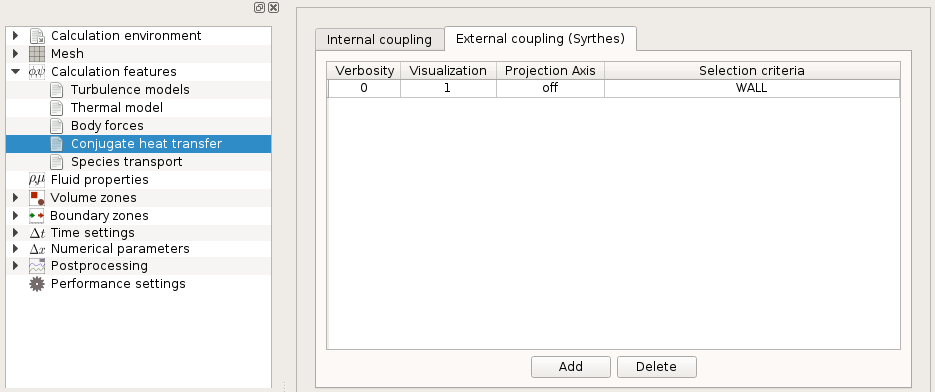 Calculation environment
Mesh
Calculation features
Turbulence models
Thermal model
Body forces
Conjugate heat transfer
Species transport
Fluid properties
Volume zones
Boundary zones
Δt Time settings
Δx Numerical parameters
Postprocessing
Performance settings
Internal coupling External coupling (Syrthes)
Verbosity Visualization Projection Axis Selection criteria
0 1 off WALL
Add Delete